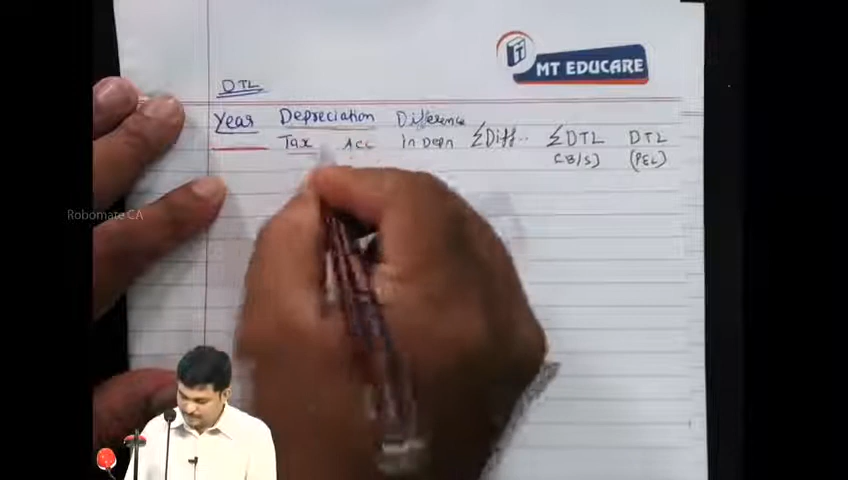 MT EDUCARE
DTL
Year Depreciation Difference
Tax Acc in Depn ΣDiff.. ΣDTL DTL
(B/S) (P&L)
Robomate CA